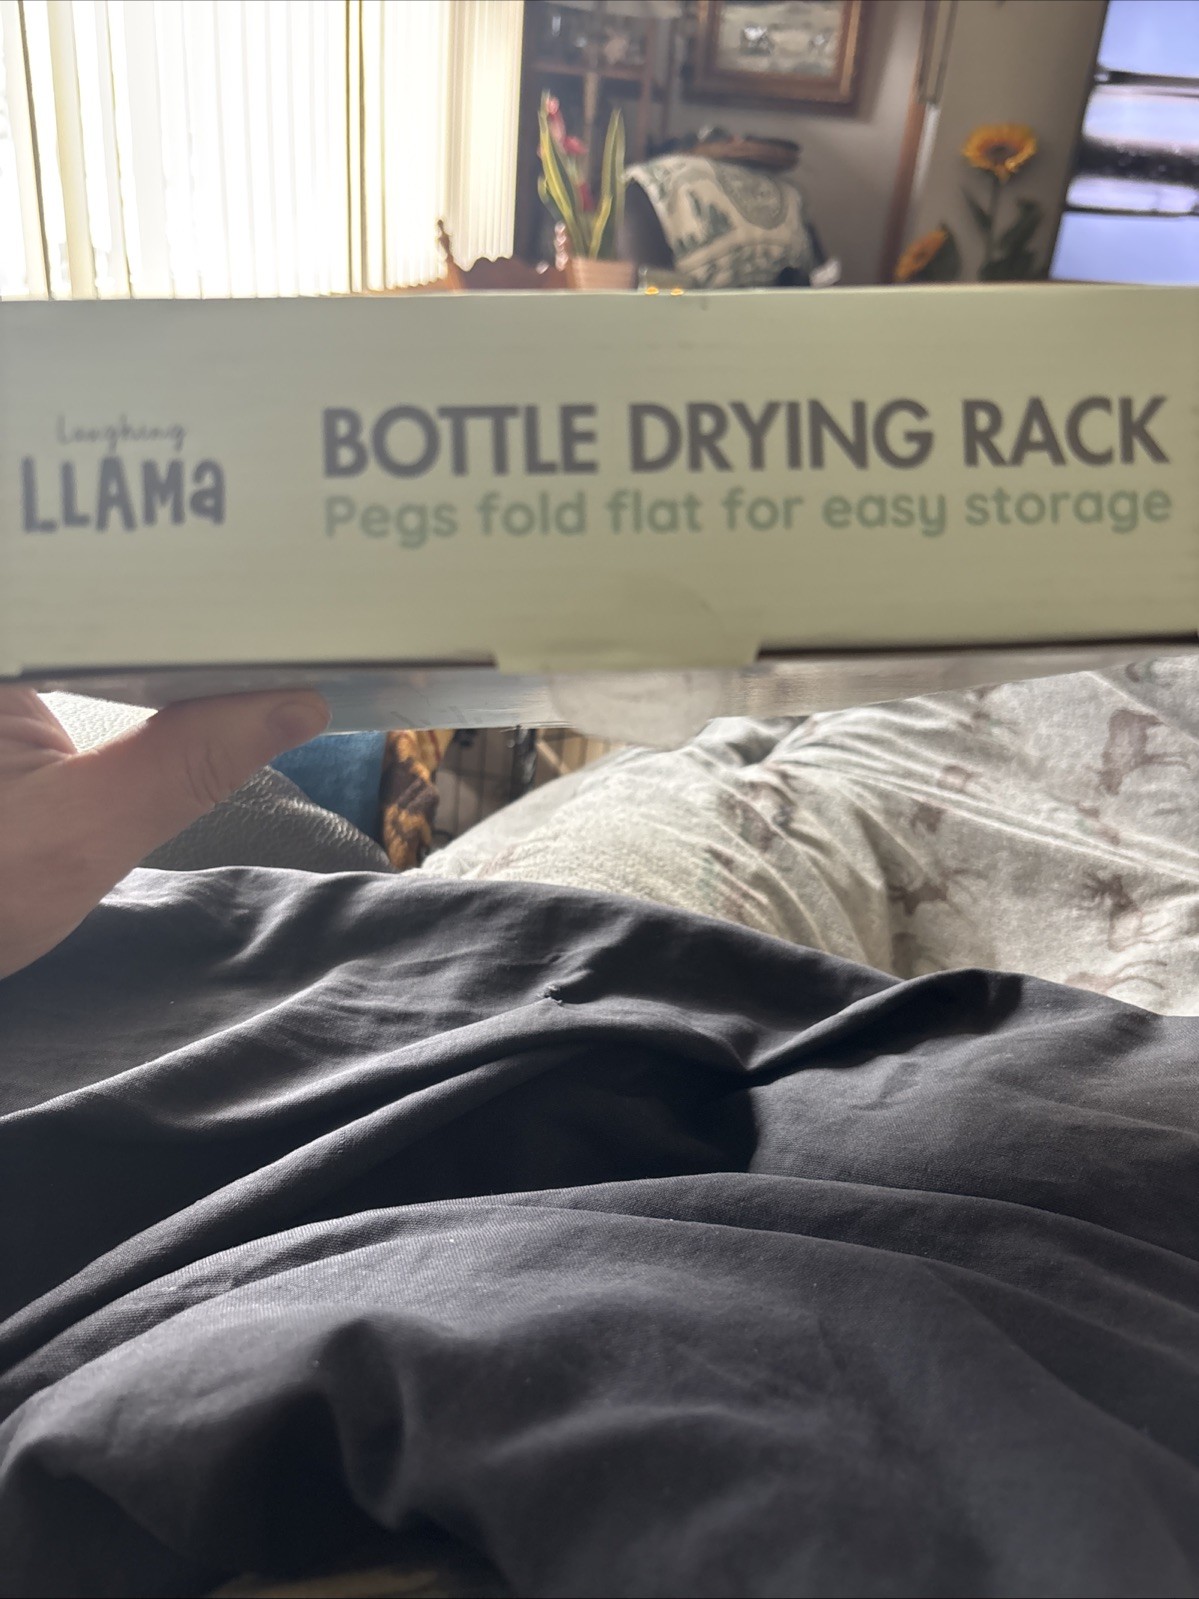 Laughing
LLAMa
BOTTLE DRYING RACK
Pegs fold flat for easy storage